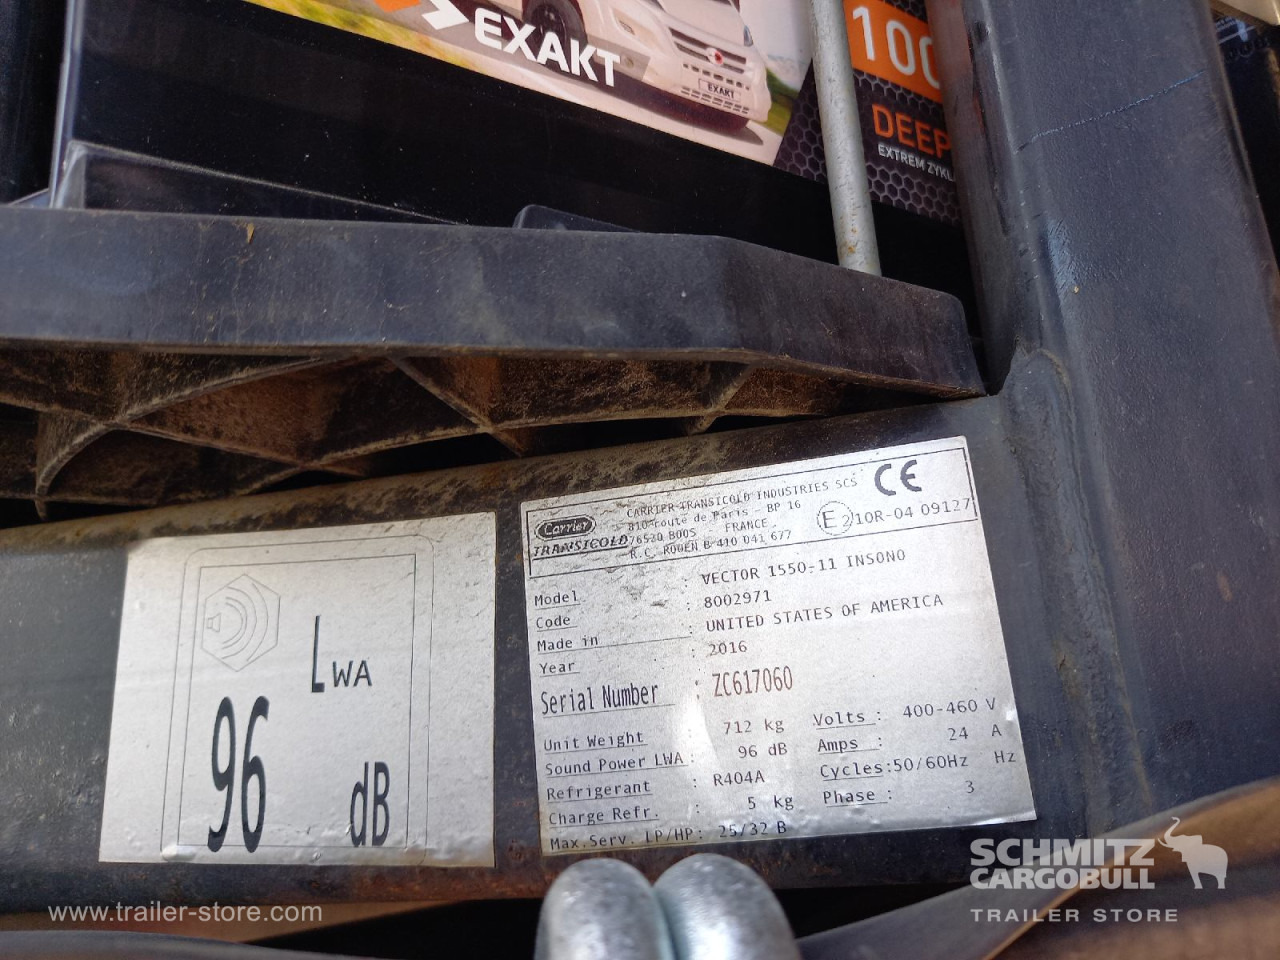 EXAKT
EXAKT
100
DEEP
EXTREM ZYKL
Carrier
TRANSICOLD
CARRIER TRANSICOLD INDUSTRIES SCS
810 route de Paris - BP 16
76520 BOOS FRANCE
R.C. ROUEN B 410 041 677
CE
E2 10R-04 09127
Model : VECTOR 1550-11 INSONO
Code : 8002971
Made in : UNITED STATES OF AMERICA
Year : 2016
Serial Number : ZC617060
Unit Weight : 712 kg Volts : 400-460 V
Sound Power LWA : 96 dB Amps : 24 A
Refrigerant : R404A Cycles:50/60Hz Hz
Charge Refr. : 5 kg Phase : 3
Max.Serv. LP/HP: 25/32 B
LWA
96 dB
www.trailer-store.com
SCHMITZ
CARGOBULL
TRAILER STORE